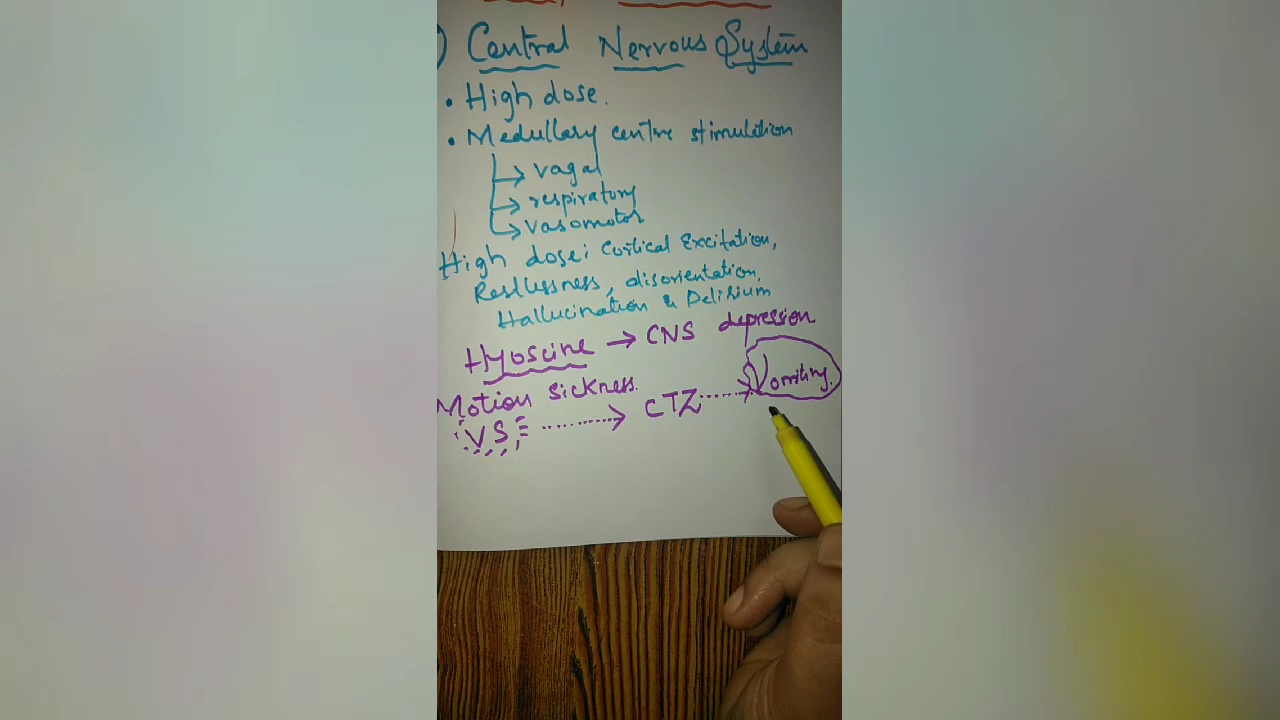 ) Central Nervous System
• High dose.
• Medullary centre stimulation
→ vagal
→ respiratory
→ vasomotor
High dose: Cortical Excitation,
Restlessness, disorientation,
Hallucination & Delirium
Hyoscine → CNS depression
Motion Sickness.
VS → CTZ → Vomiting.